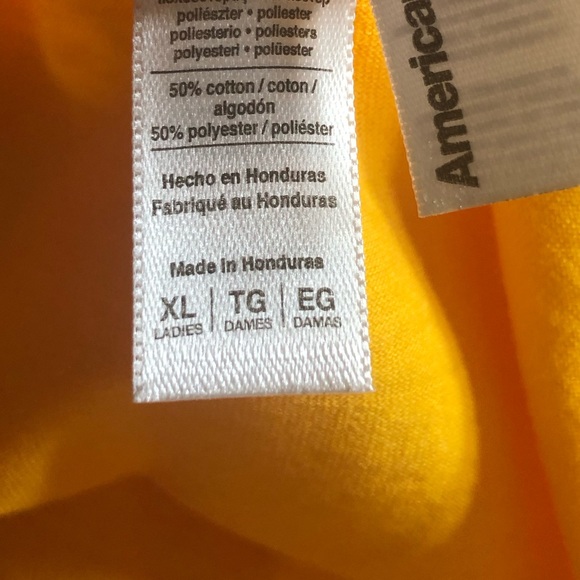 poliészter • poliester
poliesterio • poliesters
polyesteri • polüester
50% cotton / coton /
algodón
50% polyester / poliéster
Hecho en Honduras
Fabriqué au Honduras
Made in Honduras
XL | TG | EG
LADIES | DAMES | DAMAS
America